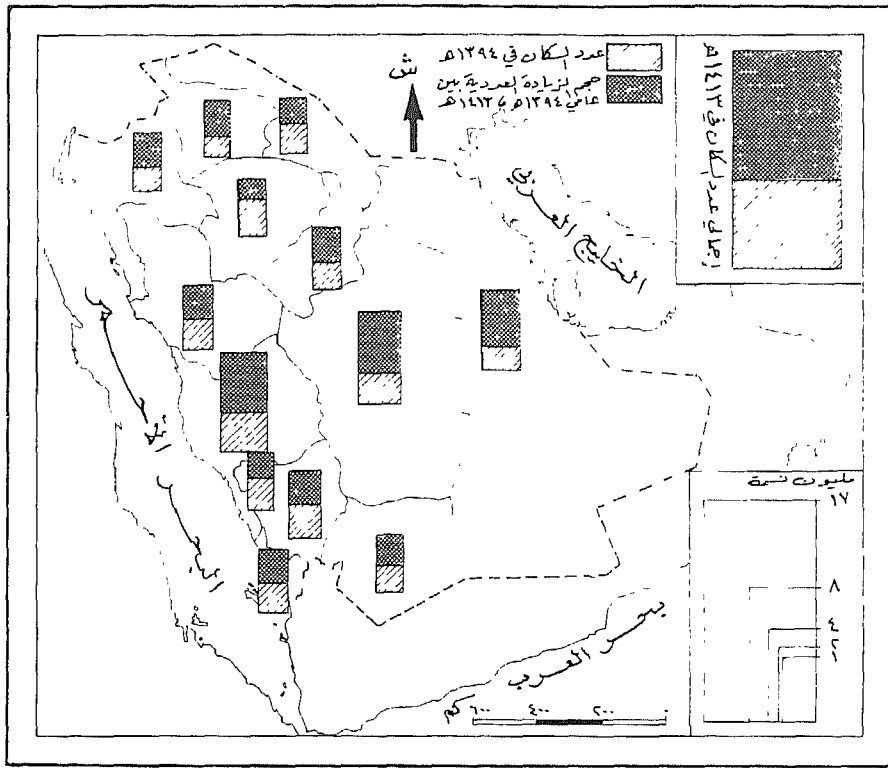 عدد السكان في ١٣٩٤هـ
حجم الزيادة العددية بين
عامي ١٣٩٤هـ و ١٤١٣هـ
ش
إجمالي عدد السكان في ١٤١٣هـ
الخليج العربي
البحر الأحمر
بحر العرب
مليون نسمة
١٧
٨
٤
٢
١
٦٠٠ ٤٠٠ ٢٠٠ ٠
كم